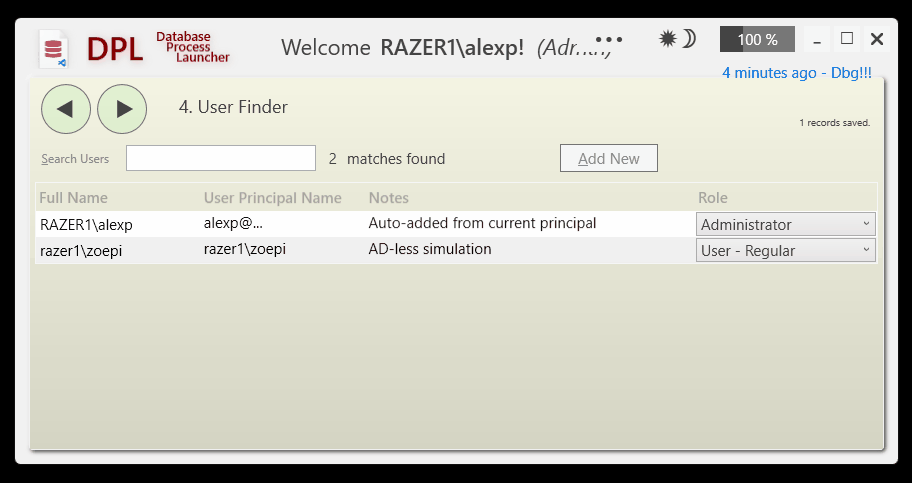 DPL Database Process Launcher
Welcome RAZER1\alexp! (Adr...
100 %
4 minutes ago - Dbg!!!
4. User Finder
1 records saved.
Search Users
2 matches found
Add New
Full Name User Principal Name Notes Role
RAZER1\alexp alexp@... Auto-added from current principal Administrator
razer1\zoepi razer1\zoepi AD-less simulation User - Regular